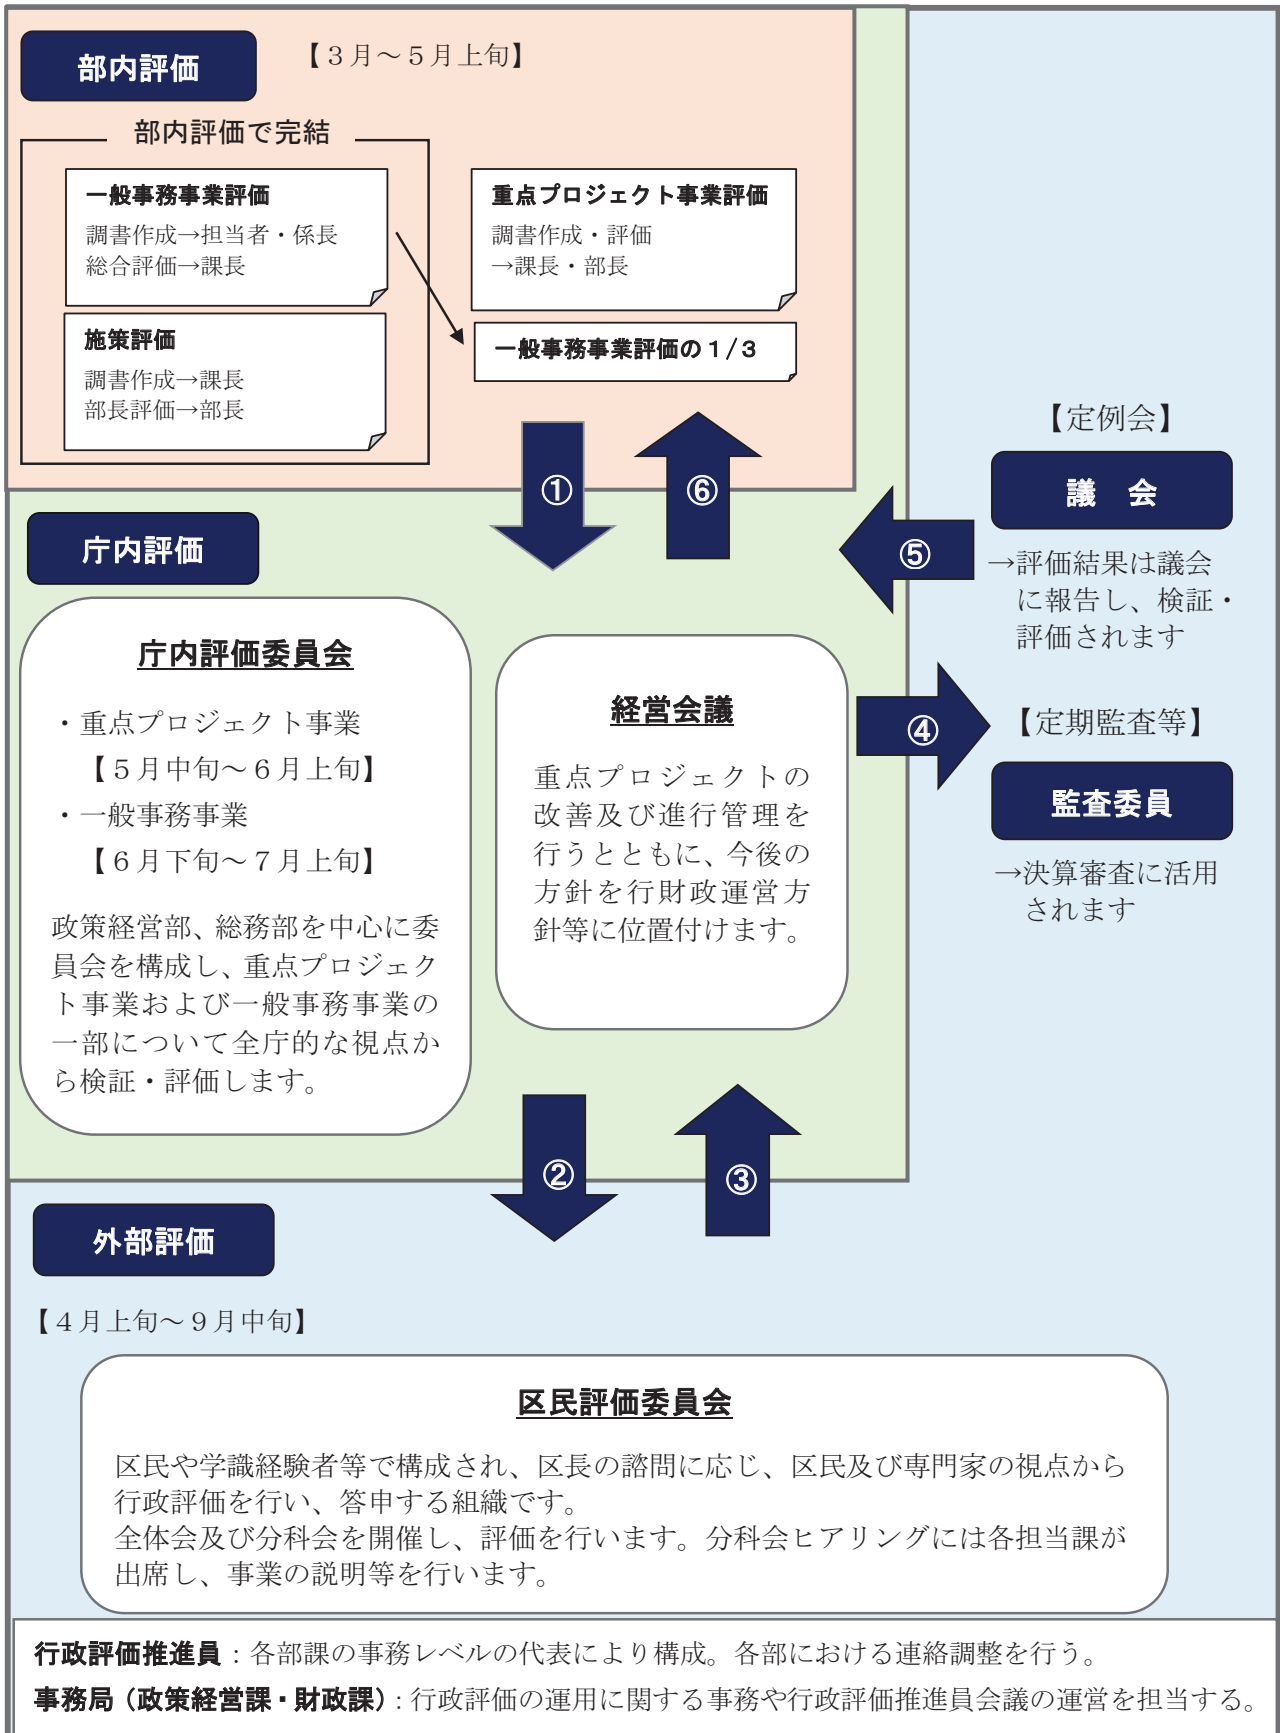 部内評価
【３月～５月上旬】
部内評価で完結
一般事務事業評価
調書作成→担当者・係長
総合評価→課長
施策評価
調書作成→課長
部長評価→部長
重点プロジェクト事業評価
調書作成・評価
→課長・部長
一般事務事業評価の１/３
①
⑥
庁内評価
庁内評価委員会
・重点プロジェクト事業
【５月中旬～６月上旬】
・一般事務事業
【６月下旬～７月上旬】
政策経営部、総務部を中心に委
員会を構成し、重点プロジェク
ト事業および一般事務事業の
一部について全庁的な視点か
ら検証・評価します。
経営会議
重点プロジェクトの
改善及び進行管理を
行うとともに、今後の
方針を行財政運営方
針等に位置付けます。
⑤
【定例会】
議　会
→評価結果は議会
に報告し、検証・
評価されます
④
【定期監査等】
監査委員
→決算審査に活用
されます
②
③
外部評価
【４月上旬～９月中旬】
区民評価委員会
区民や学識経験者等で構成され、区長の諮問に応じ、区民及び専門家の視点から
行政評価を行い、答申する組織です。
全体会及び分科会を開催し、評価を行います。分科会ヒアリングには各担当課が
出席し、事業の説明等を行います。
行政評価推進員：各部課の事務レベルの代表により構成。各部における連絡調整を行う。
事務局（政策経営課・財政課）：行政評価の運用に関する事務や行政評価推進員会議の運営を担当する。